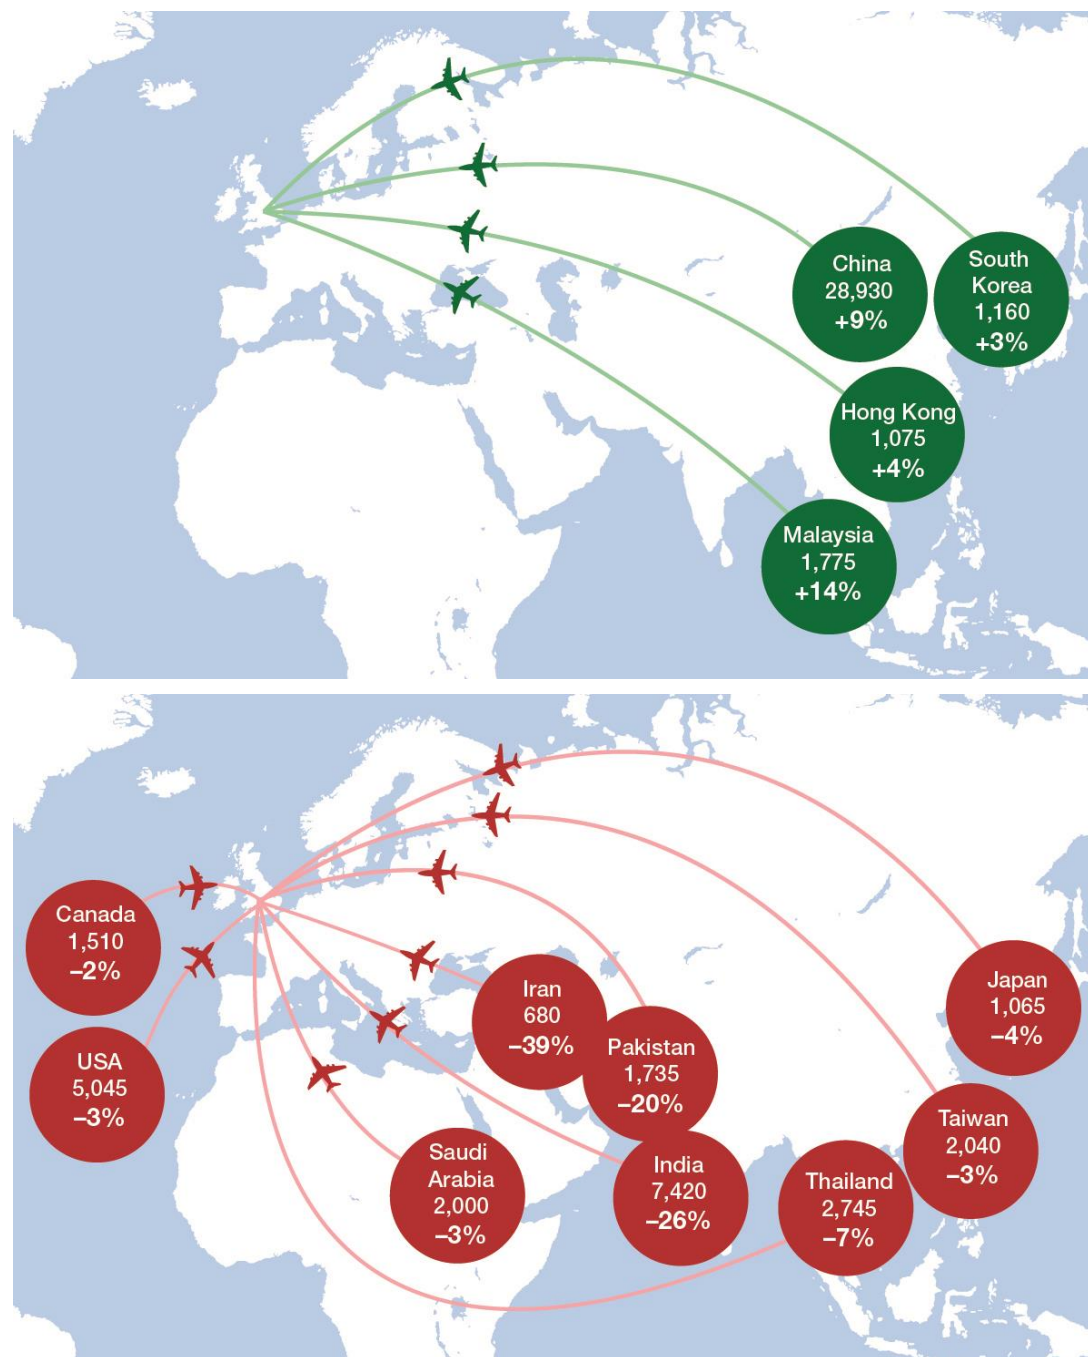 China
28,930
+9%
South
Korea
1,160
+3%
Hong Kong
1,075
+4%
Malaysia
1,775
+14%
Canada
1,510
–2%
USA
5,045
–3%
Iran
680
–39%
Pakistan
1,735
–20%
Japan
1,065
–4%
Taiwan
2,040
–3%
Saudi
Arabia
2,000
–3%
India
7,420
–26%
Thailand
2,745
–7%